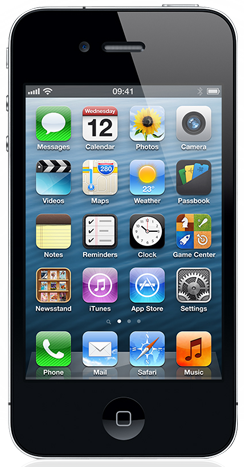 09:41
Wednesday
12
280
23°
Messages Calendar Photos Camera
Videos Maps Weather Passbook
Notes Reminders Clock Game Center
Newsstand iTunes App Store Settings
Phone Mail Safari Music